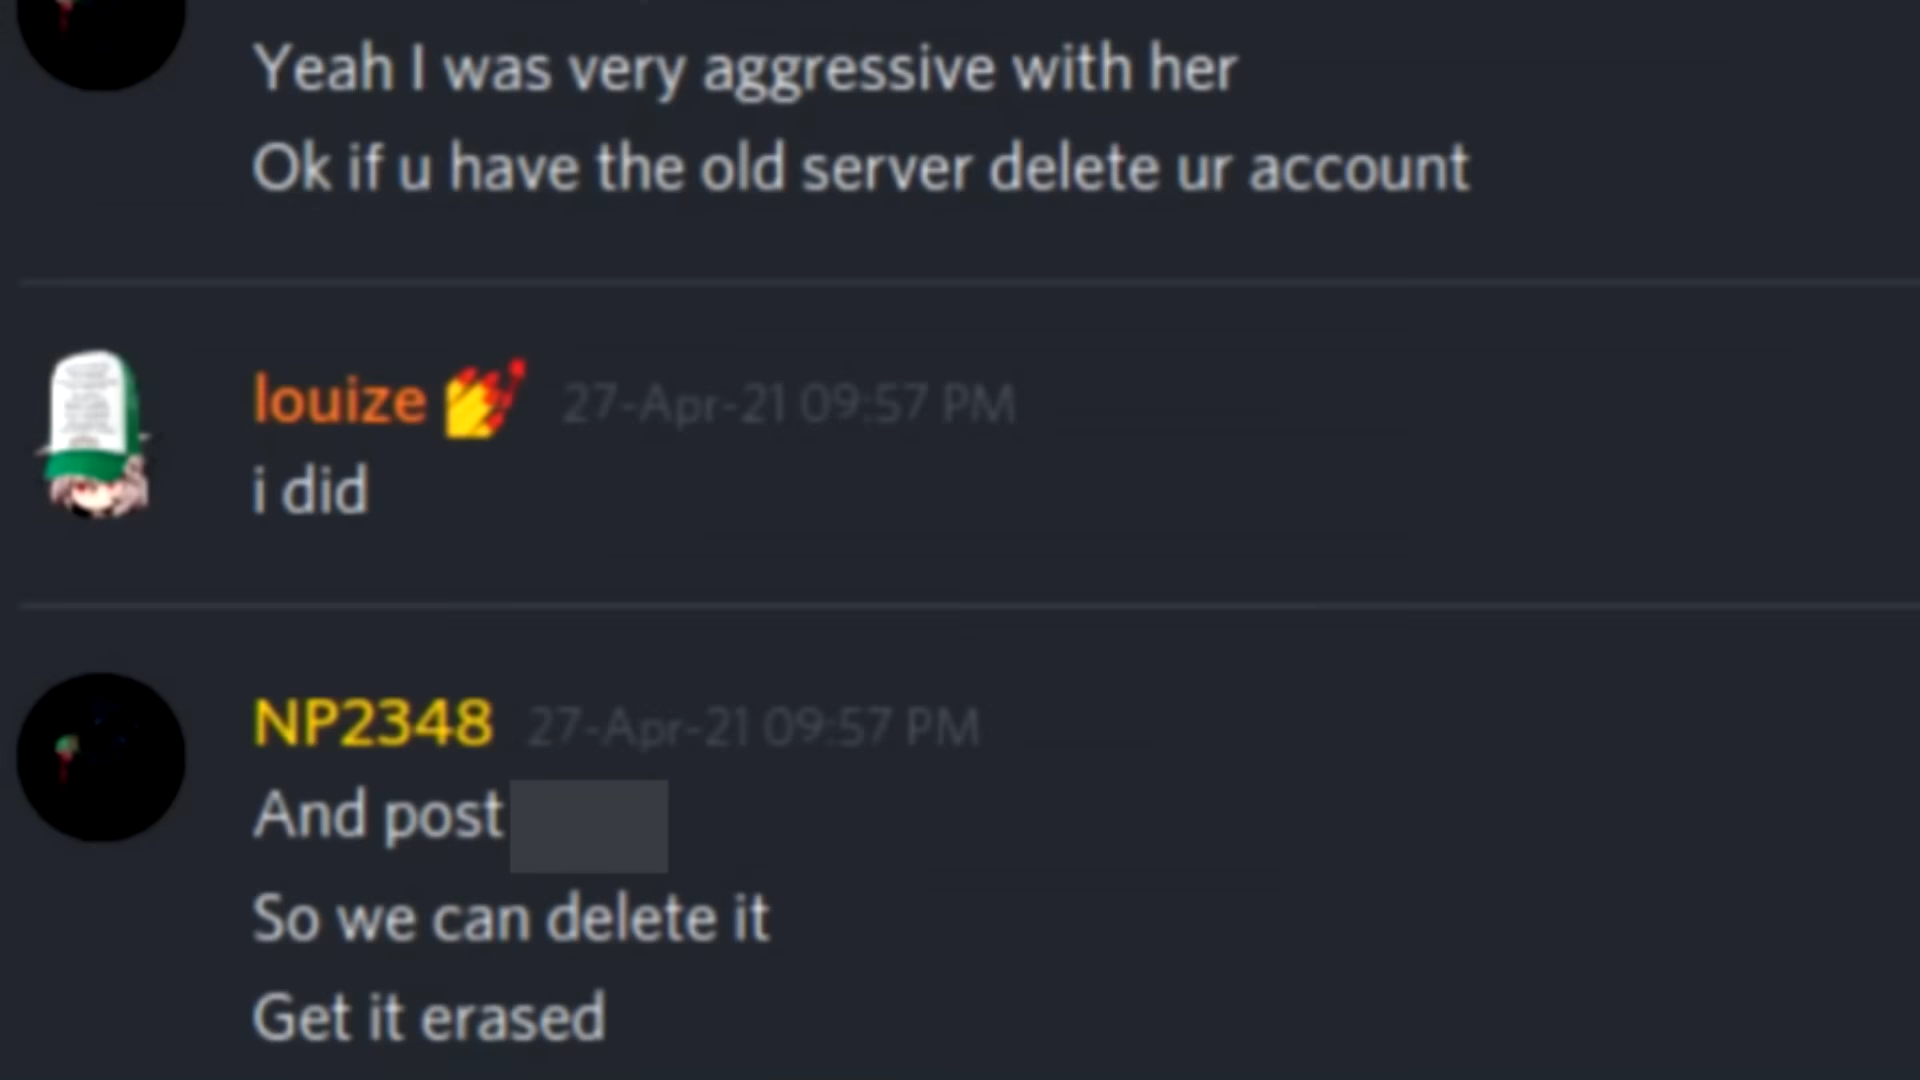 Yeah I was very aggressive with her
Ok if u have the old server delete ur account
louize 27-Apr-21 09:57 PM
i did
NP2348 27-Apr-21 09:57 PM
And post
So we can delete it
Get it erased